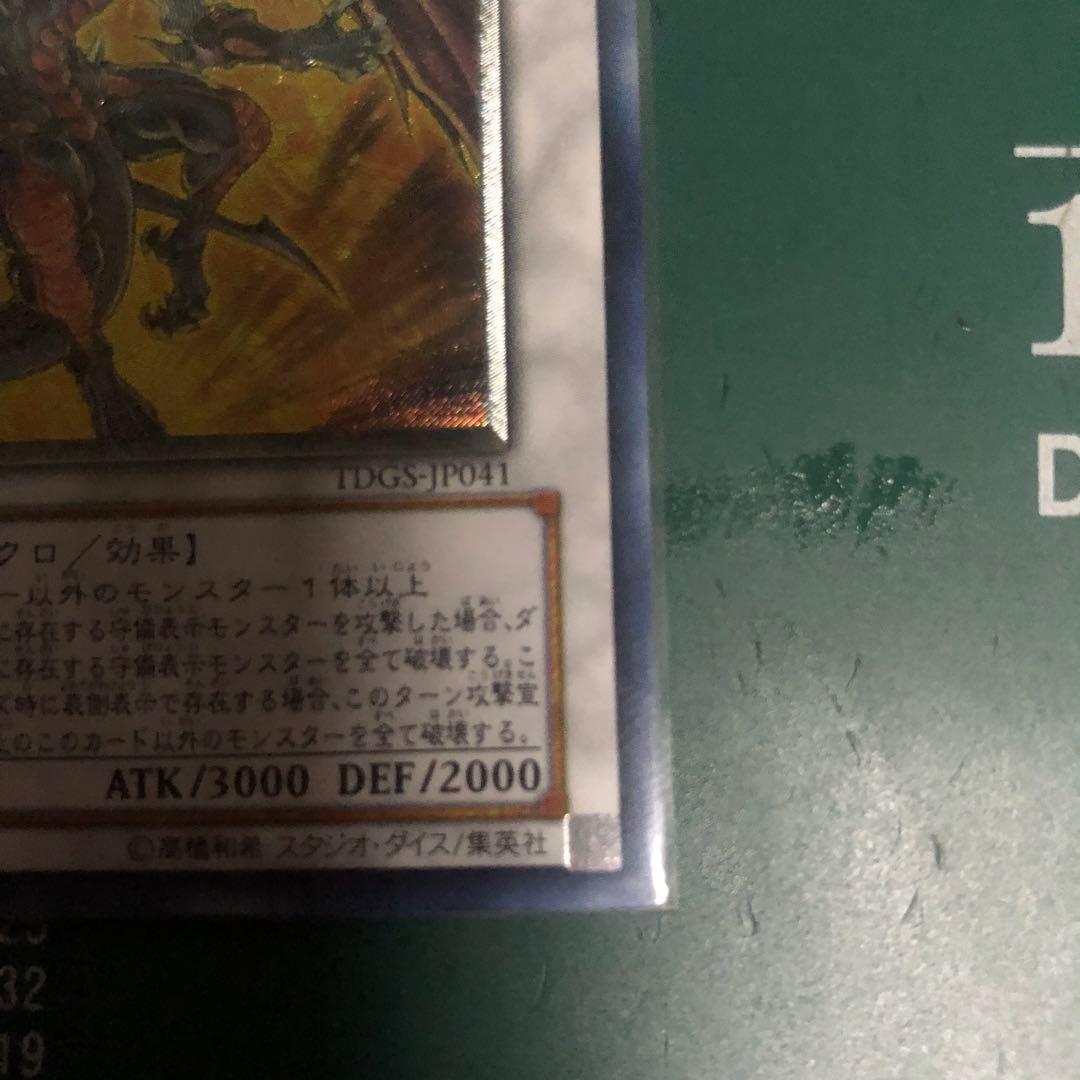 TDGS-JP041
クロ/効果】
ー以外のモンスター1体以上
に存在する守備表示モンスターを攻撃した場合、ダ
に存在する守備表示モンスターを全て破壊する。こ
時に表側表示で存在する場合、このターン攻撃宣
上のこのカード以外のモンスターを全て破壊する。
ATK/3000 DEF/2000
©高橋和希 スタジオ・ダイス/集英社
1
D
32
19